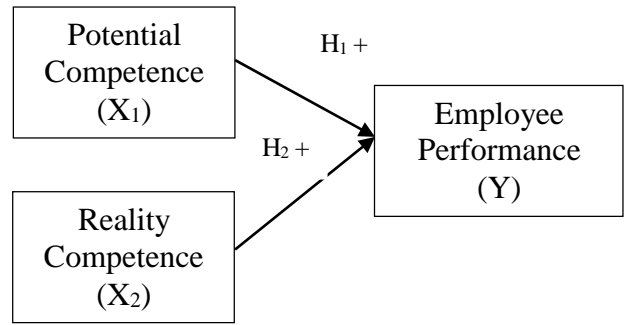 Potential
Competence
(X₁)
H₁ +
Employee
Performance
(Y)
H₂ +
Reality
Competence
(X₂)